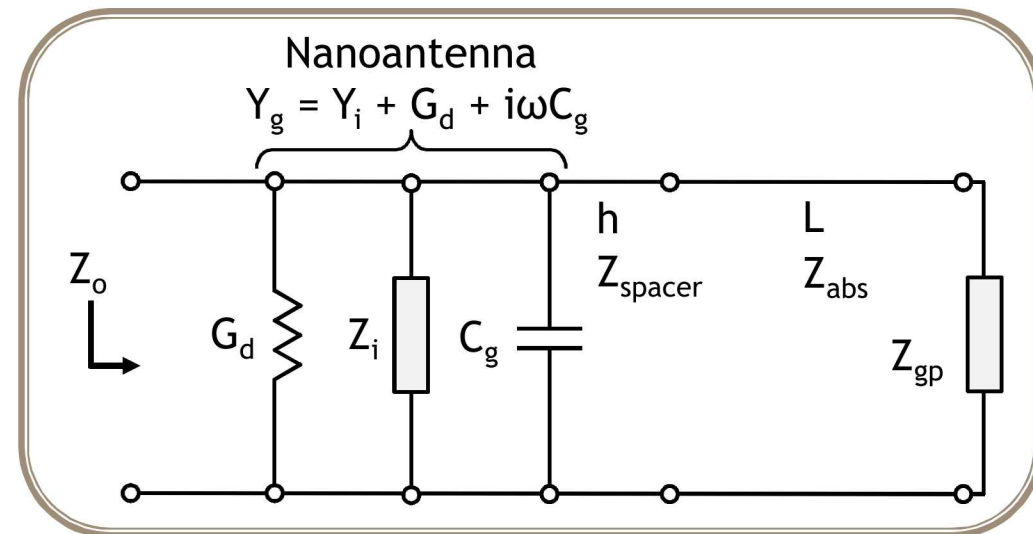 Nanoantenna
Y_g = Y_i + G_d + iωC_g
Z_o
G_d
Z_i
C_g
h
Z_spacer
L
Z_abs
Z_gp